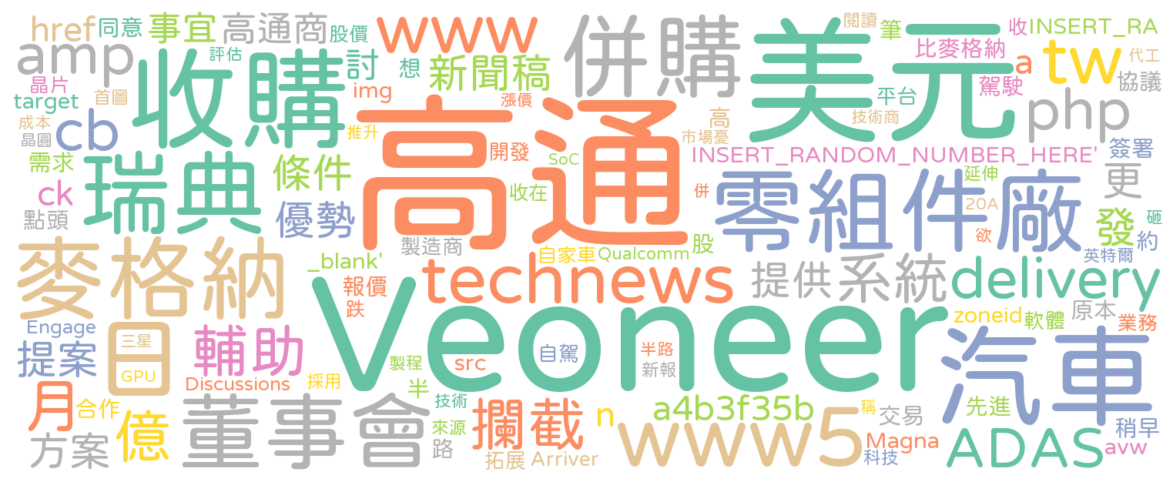 href 同意 事宜 高通商 股價 www 併購 美元 閱讀 筆 收 INSERT_RA
amp 收購 評估 討 想 新聞稿 比麥格納 a tw 代工
晶片 首圖 img 漲價 駕駛 協議
target cb 平台 php
成本 晶圓 推升 高通 開發 高 市場憂 技術商
需求 瑞典 條件 SoC INSERT_RANDOM_NUMBER_HERE' 簽署
ck 優勢 收在 併 零組件廠 延伸 更
點頭 20A 發 砸
麥格納 製造商 自家車 Qualcomm 股 欲 約
_blank' 提供 系統 英特爾
報價 technews delivery
跌 Veoneer zoneid 軟體 原本 業務
Engage 日 三星 輔助
提案 GPU 製程 src 自駕 半路 新報 汽車
Discussions 採用 半
月 合作 億 董事會 技術 攔截 n a4b3f35b 稱 交易 先進 稍早
方案 來源 路 www5 Magna ADAS avw
拓展 Arriver 科技